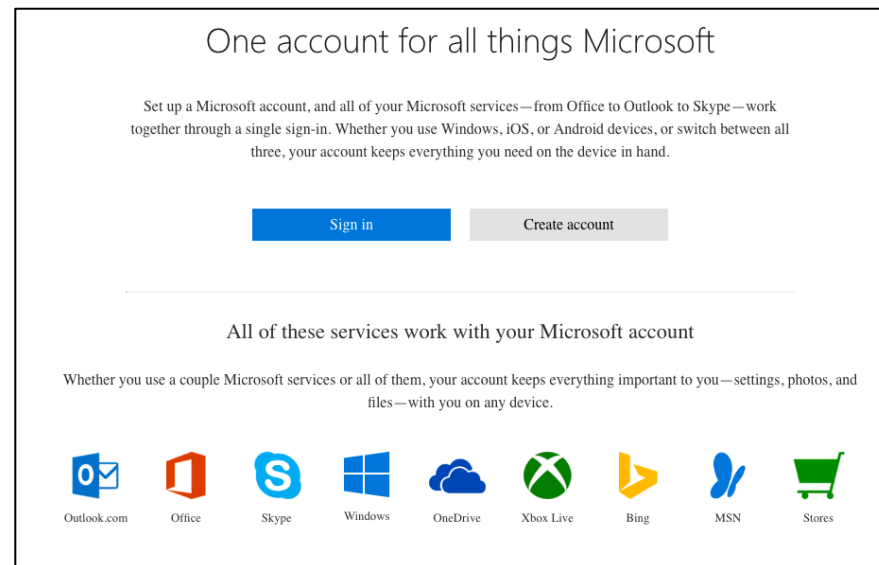 One account for all things Microsoft
Set up a Microsoft account, and all of your Microsoft services—from Office to Outlook to Skype—work
together through a single sign-in. Whether you use Windows, iOS, or Android devices, or switch between all
three, your account keeps everything you need on the device in hand.
Sign in Create account
All of these services work with your Microsoft account
Whether you use a couple Microsoft services or all of them, your account keeps everything important to you—settings, photos, and
files—with you on any device.
Outlook.com Office Skype Windows OneDrive Xbox Live Bing MSN Stores